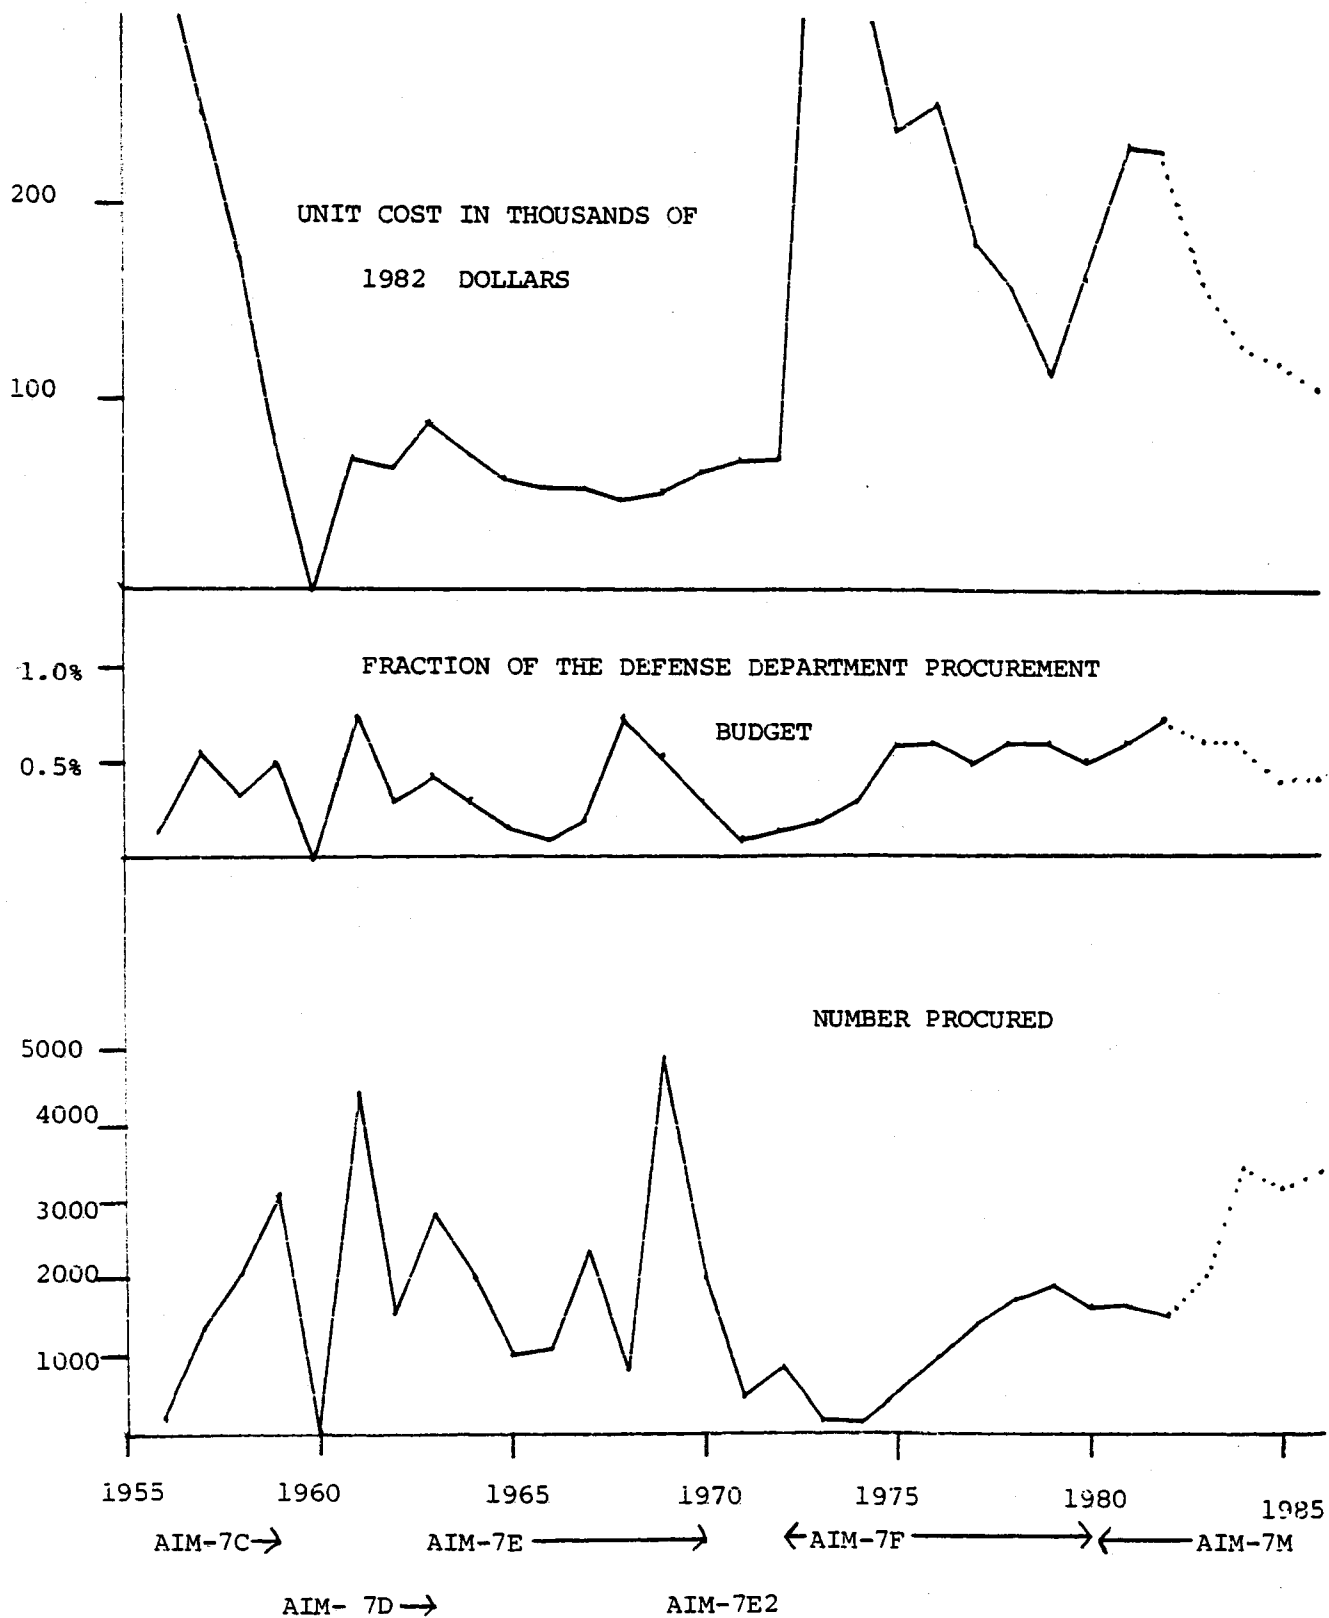 200
UNIT COST IN THOUSANDS OF
1982 DOLLARS
100
1.0%
FRACTION OF THE DEFENSE DEPARTMENT PROCUREMENT
BUDGET
0.5%
NUMBER PROCURED
5000
4000
3000
2000
1000
1955 1960 1965 1970 1975 1980 1985
AIM-7C AIM-7E AIM-7F AIM-7M
AIM- 7D AIM-7E2